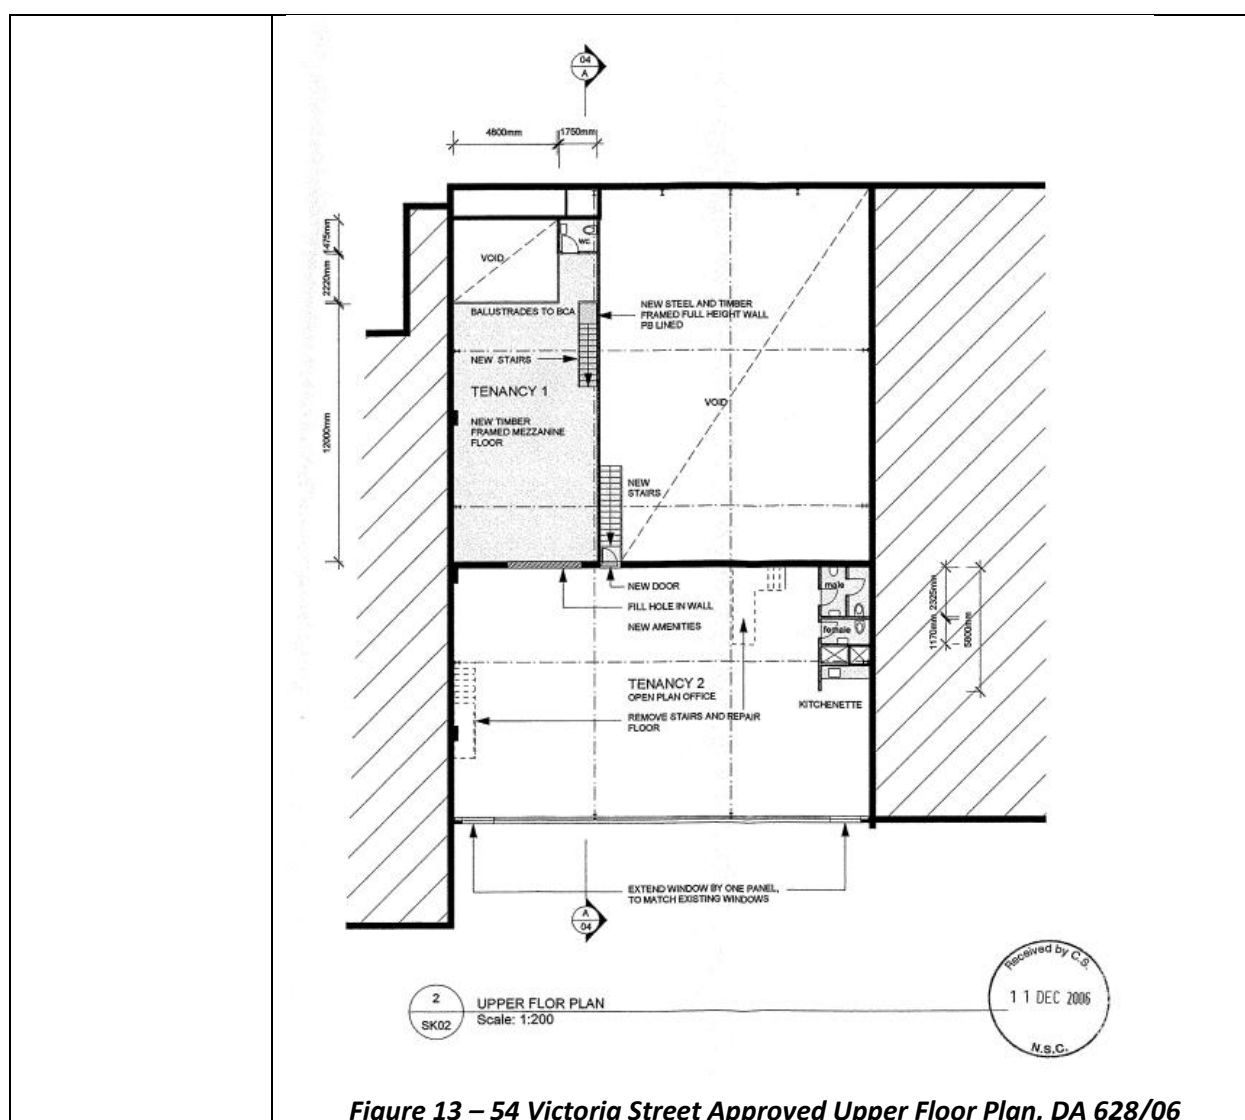 04
A
4800mm
1750mm
1475mm
2220mm
12000mm
VOID
WC
BALUSTRADES TO BCA
NEW STEEL AND TIMBER
FRAMED FULL HEIGHT WALL
PB LINED
NEW STAIRS
TENANCY 1
NEW TIMBER
FRAMED MEZZANINE
FLOOR
VOID
NEW
STAIRS
NEW DOOR
FILL HOLE IN WALL
NEW AMENITIES
male
female
2325mm
1170mm
5800mm
TENANCY 2
OPEN PLAN OFFICE
KITCHENETTE
REMOVE STAIRS AND REPAIR
FLOOR
EXTEND WINDOW BY ONE PANEL,
TO MATCH EXISTING WINDOWS
A
04
2
SK02
UPPER FLOR PLAN
Scale: 1:200
Received by C.S.
11 DEC 2006
N.S.C.
Figure 13 – 54 Victoria Street Approved Upper Floor Plan, DA 628/06